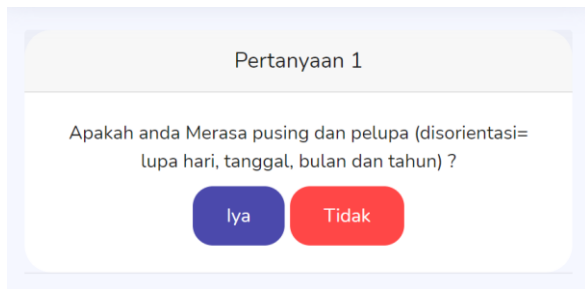 Pertanyaan 1
Apakah anda Merasa pusing dan pelupa (disorientasi=
lupa hari, tanggal, bulan dan tahun) ?
Iya Tidak